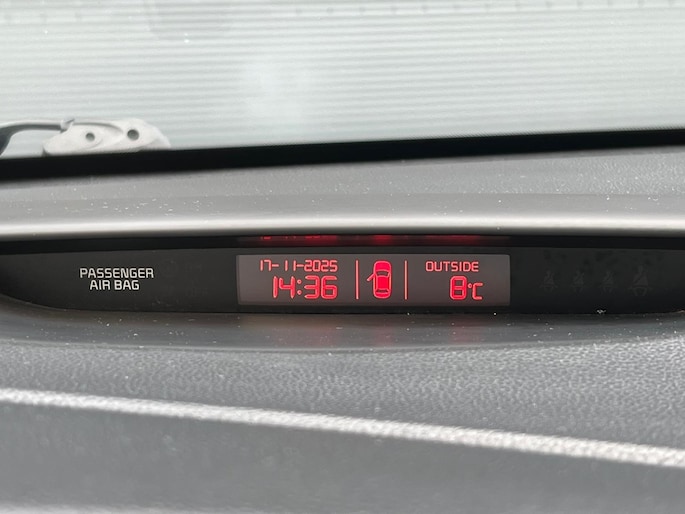 PASSENGER
AIR BAG
17-11-2025
14:36
OUTSIDE
8°C